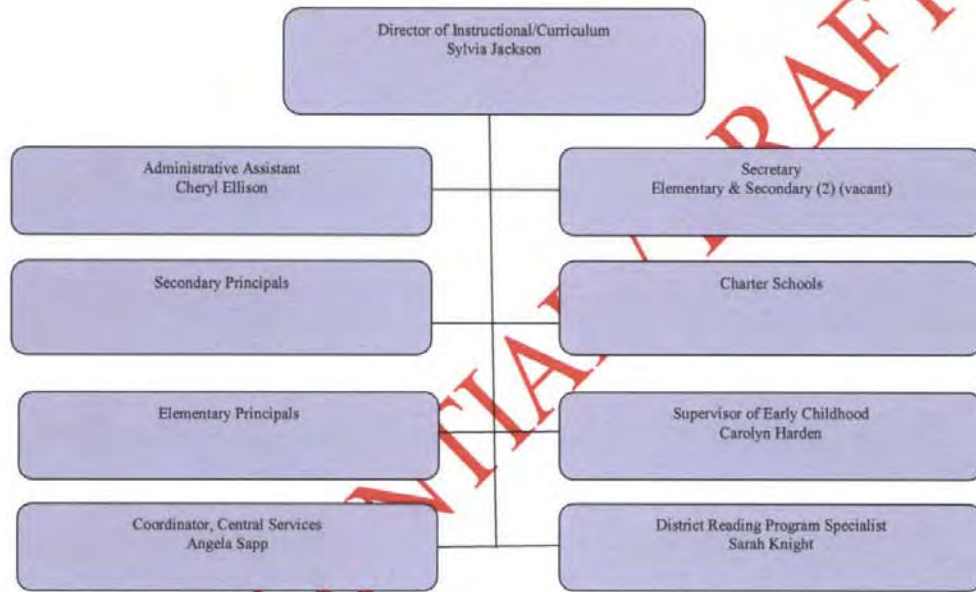 Director of Instructional/Curriculum
Sylvia Jackson
Administrative Assistant
Cheryl Ellison
Secretary
Elementary & Secondary (2) (vacant)
Secondary Principals
Charter Schools
Elementary Principals
Supervisor of Early Childhood
Carolyn Harden
Coordinator, Central Services
Angela Sapp
District Reading Program Specialist
Sarah Knight